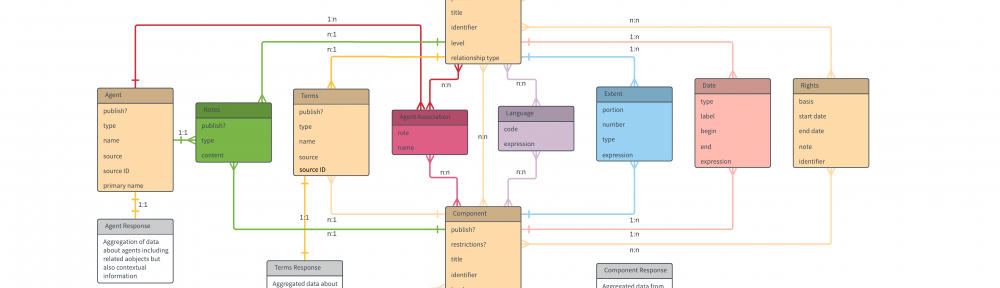 title
identifier
level
relationship type
1:n
n:1
n:1
n:n
1:n
1:n
n:n
n:n
n:n
1:1
Agent
publish?
type
name
source
source ID
primary name
Notes
publish?
type
content
Terms
publish?
type
name
source
source ID
Agent Association
role
name
Language
code
expression
Extent
portion
number
type
expression
Date
type
label
begin
end
expression
Rights
basis
start date
end date
note
identifier
1:1
1:1
n:1
n:1
n:n
n:n
1:n
1:n
n:n
Agent Response
Aggregation of data
about agents including
related aobjects but
also contextual
information
Terms Response
Aggregated data about
Component
publish?
restrictions?
title
identifier
Component Response
Aggregated data from